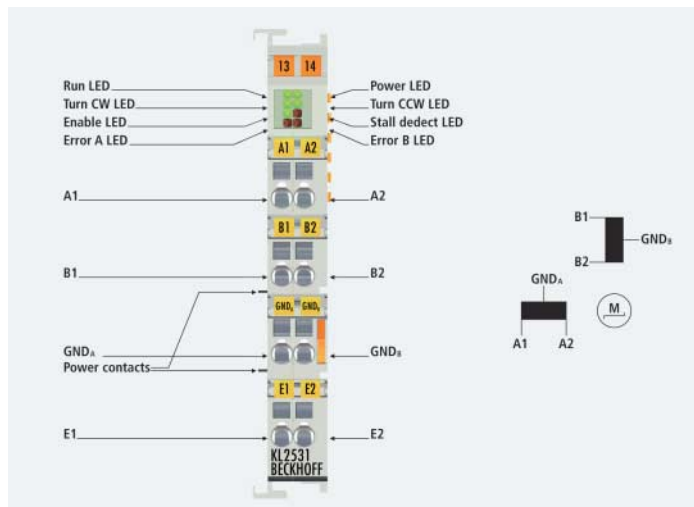 13 14
Run LED
Power LED
Turn CW LED
Turn CCW LED
Enable LED
Stall dedect LED
Error A LED
Error B LED
A1 A2
A1
A2
B1 B2
B1
B2
GNDA GNDB
GNDA
GNDB
Power contacts
E1 E2
E1
E2
KL2531
BECKHOFF
B1
GNDB
B2
GNDA
M
A1 A2